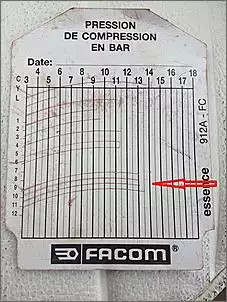 PRESSION
DE COMPRESSION
EN BAR
Date:
4 6 8 10 12 14 16 18
C 3 5 7 9 11 13 15 17
Y
L
1
2
3
4
5
6
7
8
9
10
11
12
912A - FC
essence
FACOM